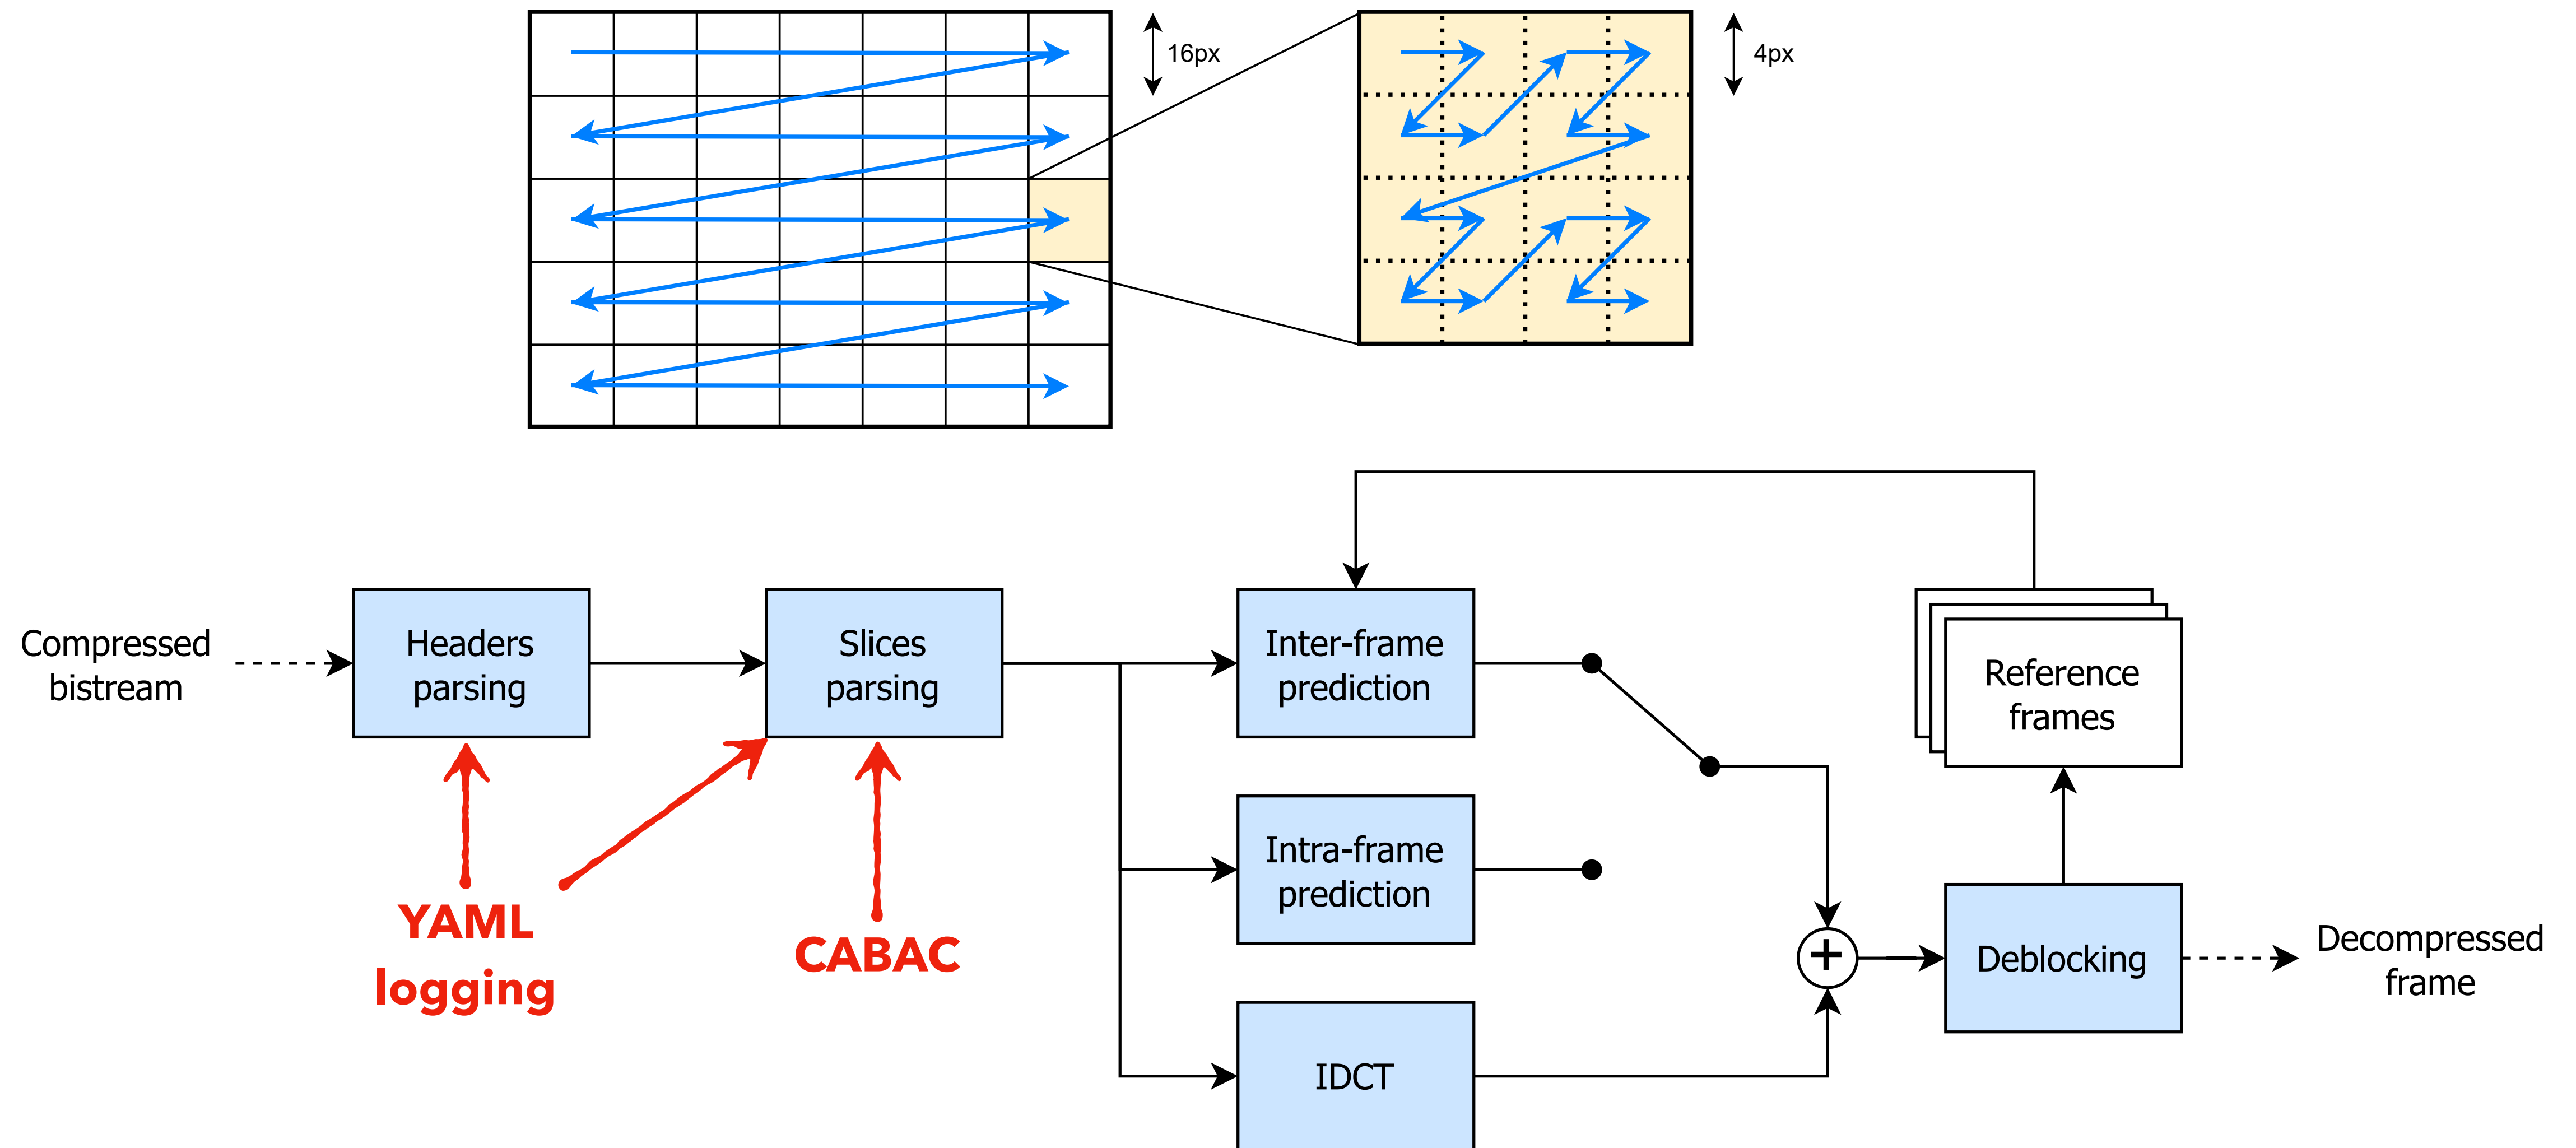 16px
4px
Compressed
bistream
Headers
parsing
Slices
parsing
Inter-frame
prediction
Reference
frames
Intra-frame
prediction
YAML
logging
CABAC
+
Deblocking
Decompressed
frame
IDCT